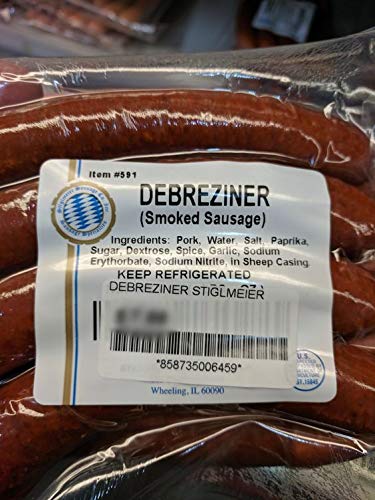 Item #591
DEBREZINER
(Smoked Sausage)
Ingredients: Pork, Water, Salt, Paprika,
Sugar, Dextrose, Spice, Garlic, Sodium
Erythorbate, Sodium Nitrite, in Sheep Casing.
KEEP REFRIGERATED
DEBREZINER STIGLMEIER
*858735006459*
U.S.
Wheeling, IL 60090